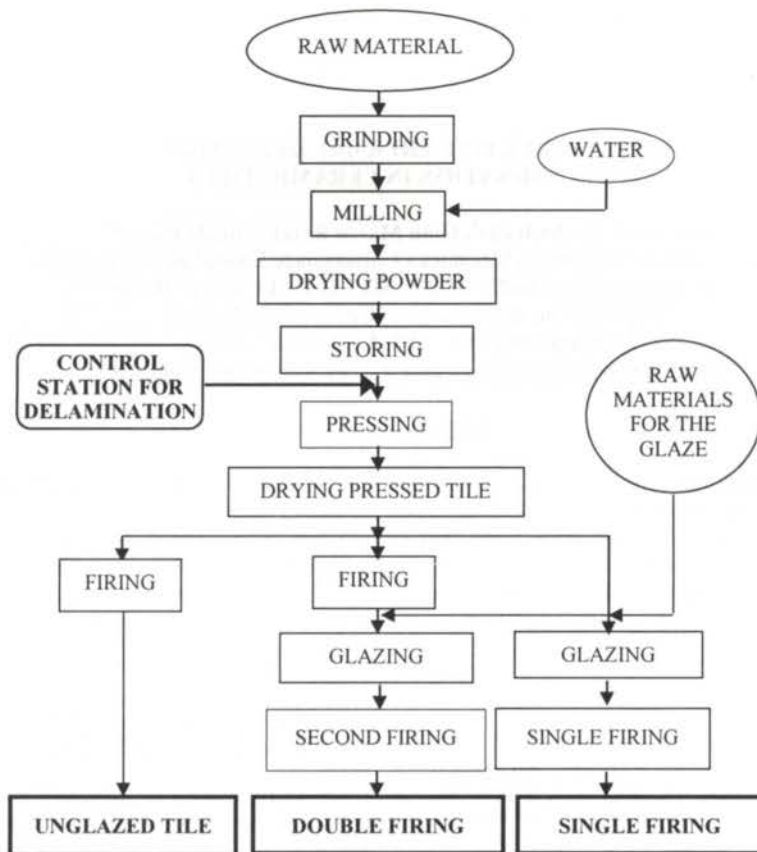 RAW MATERIAL
GRINDING
WATER
MILLING
DRYING POWDER
STORING
CONTROL
STATION FOR
DELAMINATION
RAW
MATERIALS
FOR THE
GLAZE
PRESSING
DRYING PRESSED TILE
FIRING
FIRING
GLAZING
GLAZING
SECOND FIRING
SINGLE FIRING
UNGLAZED TILE
DOUBLE FIRING
SINGLE FIRING